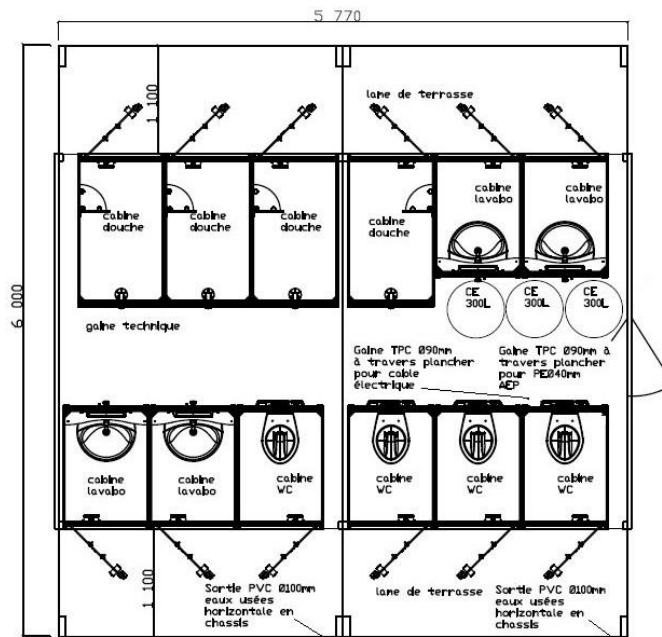 5 770
1 100
lame de terrasse
cabine
douche
cabine
douche
cabine
douche
cabine
douche
cabine
lavabo
cabine
lavabo
6 000
CE
300L
CE
300L
CE
300L
gaine technique
Gaine TPC Ø90mm
à travers plancher
pour cable
électrique
Gaine TPC Ø90mm à
travers plancher
pour PEØ40mm
AEP
cabine
lavabo
cabine
lavabo
cabine
WC
cabine
WC
cabine
WC
cabine
WC
1 100
Sortie PVC Ø100mm
eaux usées
horizontale en
chassis
lame de terrasse
Sortie PVC Ø100mm
eaux usées
horizontale en
chassis